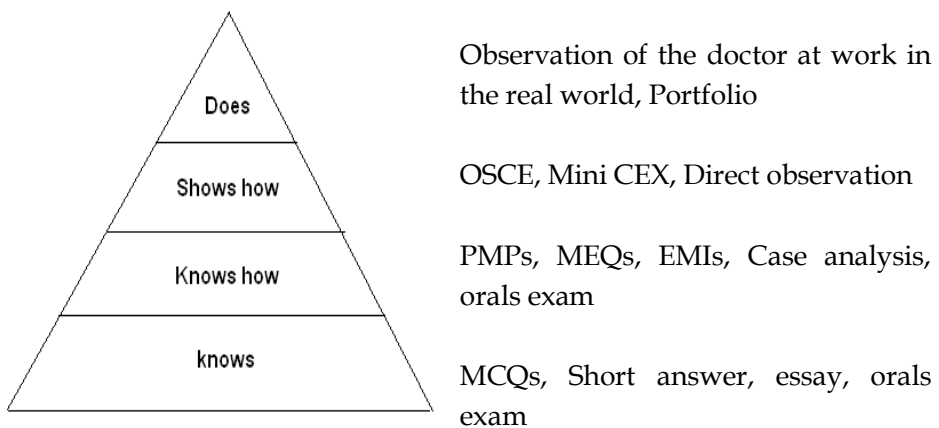 Does
Observation of the doctor at work in
the real world, Portfolio
Shows how
OSCE, Mini CEX, Direct observation
Knows how
PMPs, MEQs, EMIs, Case analysis,
orals exam
knows
MCQs, Short answer, essay, orals
exam